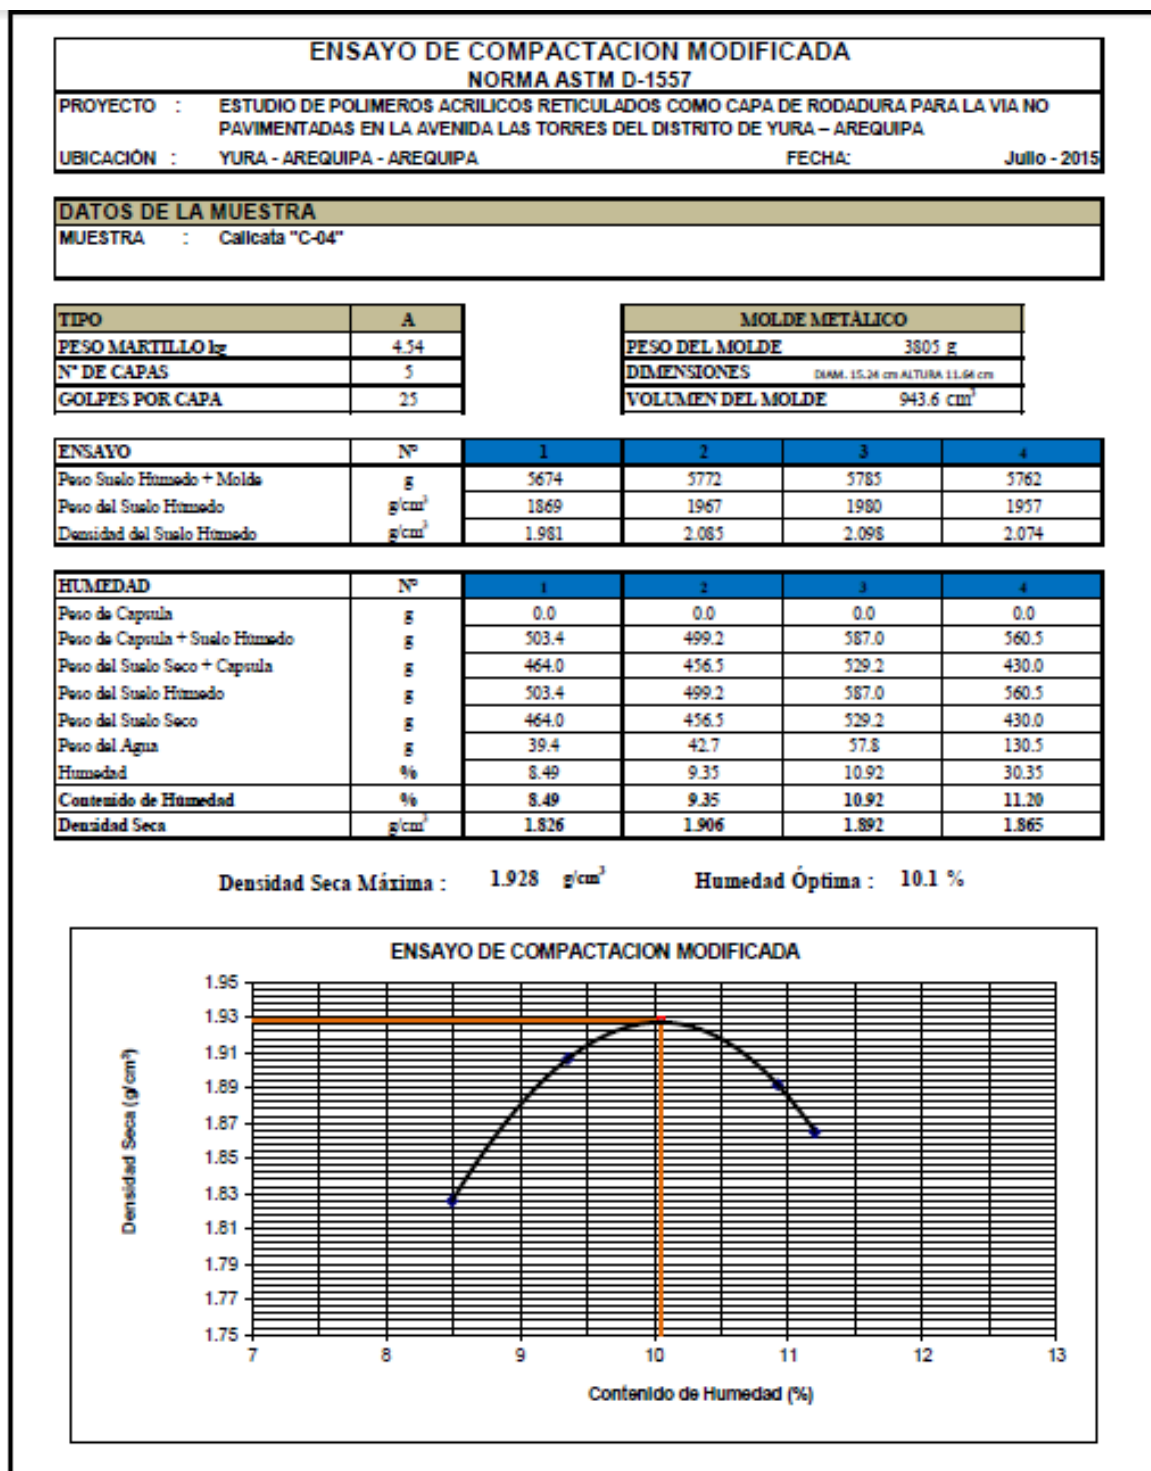 ENSAYO DE COMPACTACION MODIFICADA
NORMA ASTM D-1557
PROYECTO : ESTUDIO DE POLIMEROS ACRILICOS RETICULADOS COMO CAPA DE RODADURA PARA LA VIA NO
PAVIMENTADAS EN LA AVENIDA LAS TORRES DEL DISTRITO DE YURA – AREQUIPA
UBICACIÓN : YURA - AREQUIPA - AREQUIPA FECHA: Julio - 2015
DATOS DE LA MUESTRA
MUESTRA : Calicata "C-04"
TIPO A MOLDE METÁLICO
PESO MARTILLO kg 4.54 PESO DEL MOLDE 3805 g
N° DE CAPAS 5 DIMENSIONES DIAM. 15.24 cm ALTURA 11.64 cm
GOLPES POR CAPA 25 VOLUMEN DEL MOLDE 943.6 cm³
ENSAYO Nº 1 2 3 4
Peso Suelo Húmedo + Molde g 5674 5772 5785 5762
Peso del Suelo Húmedo g/cm³ 1869 1967 1980 1957
Densidad del Suelo Húmedo g/cm³ 1.981 2.085 2.098 2.074
HUMEDAD Nº 1 2 3 4
Peso de Capsula g 0.0 0.0 0.0 0.0
Peso de Capsula + Suelo Húmedo g 503.4 499.2 587.0 560.5
Peso del Suelo Seco + Capsula g 464.0 456.5 529.2 430.0
Peso del Suelo Húmedo g 503.4 499.2 587.0 560.5
Peso del Suelo Seco g 464.0 456.5 529.2 430.0
Peso del Agua g 39.4 42.7 57.8 130.5
Humedad % 8.49 9.35 10.92 30.35
Contenido de Húmedad % 8.49 9.35 10.92 11.20
Densidad Seca g/cm³ 1.826 1.906 1.892 1.865
Densidad Seca Máxima : 1.928 g/cm³ Humedad Óptima : 10.1 %
ENSAYO DE COMPACTACION MODIFICADA
1.95
1.93
1.91
1.89
1.87
1.85
1.83
1.81
1.79
1.77
1.75
Densidad Seca (g/cm³)
7 8 9 10 11 12 13
Contenido de Humedad (%)